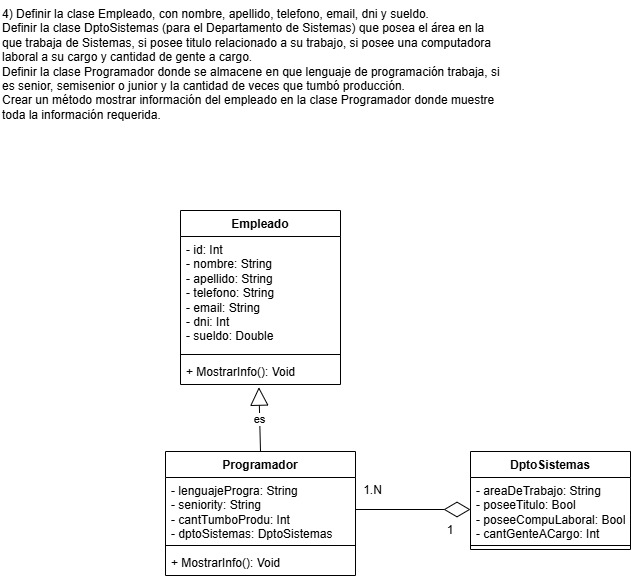 4) Definir la clase Empleado, con nombre, apellido, telefono, email, dni y sueldo.
Definir la clase DptoSistemas (para el Departamento de Sistemas) que posea el área en la
que trabaja de Sistemas, si posee titulo relacionado a su trabajo, si posee una computadora
laboral a su cargo y cantidad de gente a cargo.
Definir la clase Programador donde se almacene en que lenguaje de programación trabaja, si
es senior, semisenior o junior y la cantidad de veces que tumbó producción.
Crear un método mostrar información del empleado en la clase Programador donde muestre
toda la información requerida.
Empleado
- id: Int
- nombre: String
- apellido: String
- telefono: String
- email: String
- dni: Int
- sueldo: Double
+ MostrarInfo(): Void
es
Programador
- lenguajeProgra: String
- seniority: String
- cantTumboProdu: Int
- dptoSistemas: DptoSistemas
+ MostrarInfo(): Void
1.N
1
DptoSistemas
- areaDeTrabajo: String
- poseeTitulo: Bool
- poseeCompuLaboral: Bool
- cantGenteACargo: Int